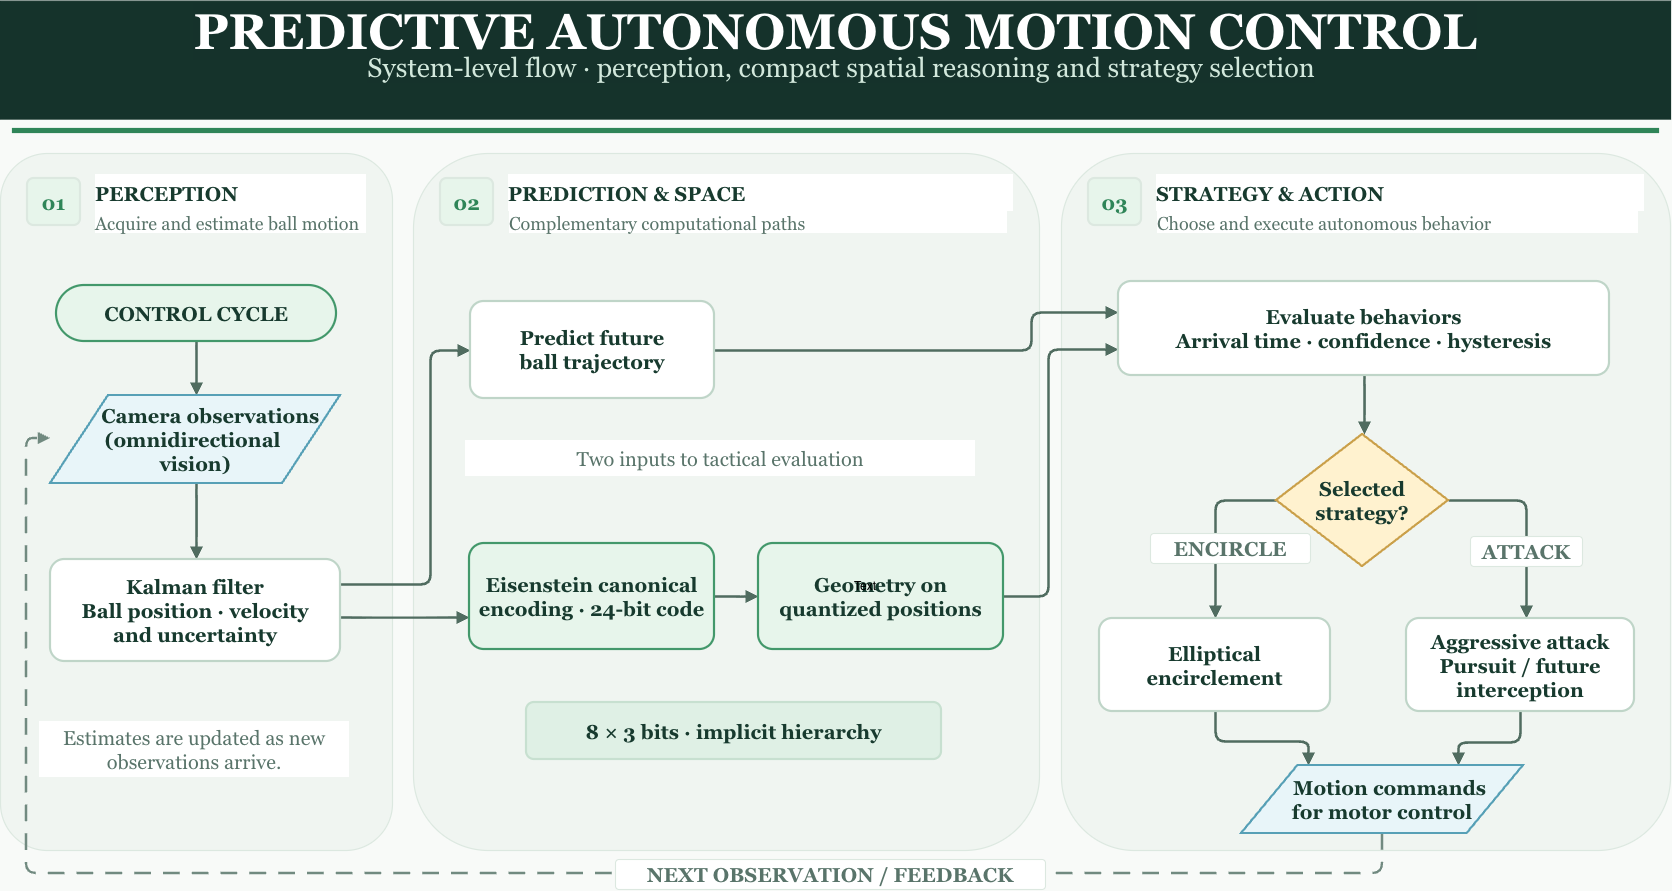 PREDICTIVE AUTONOMOUS MOTION CONTROL
System-level flow · perception, compact spatial reasoning and strategy selection
01
PERCEPTION
Acquire and estimate ball motion
CONTROL CYCLE
Camera observations
(omnidirectional
vision)
Kalman filter
Ball position · velocity
and uncertainty
Estimates are updated as new
observations arrive.
02
PREDICTION & SPACE
Complementary computational paths
Predict future
ball trajectory
Two inputs to tactical evaluation
Eisenstein canonical
encoding · 24-bit code
Geometry on
quantized positions
Text
8 × 3 bits · implicit hierarchy
03
STRATEGY & ACTION
Choose and execute autonomous behavior
Evaluate behaviors
Arrival time · confidence · hysteresis
Selected
strategy?
ENCIRCLE
ATTACK
Elliptical
encirclement
Aggressive attack
Pursuit / future
interception
Motion commands
for motor control
NEXT OBSERVATION / FEEDBACK